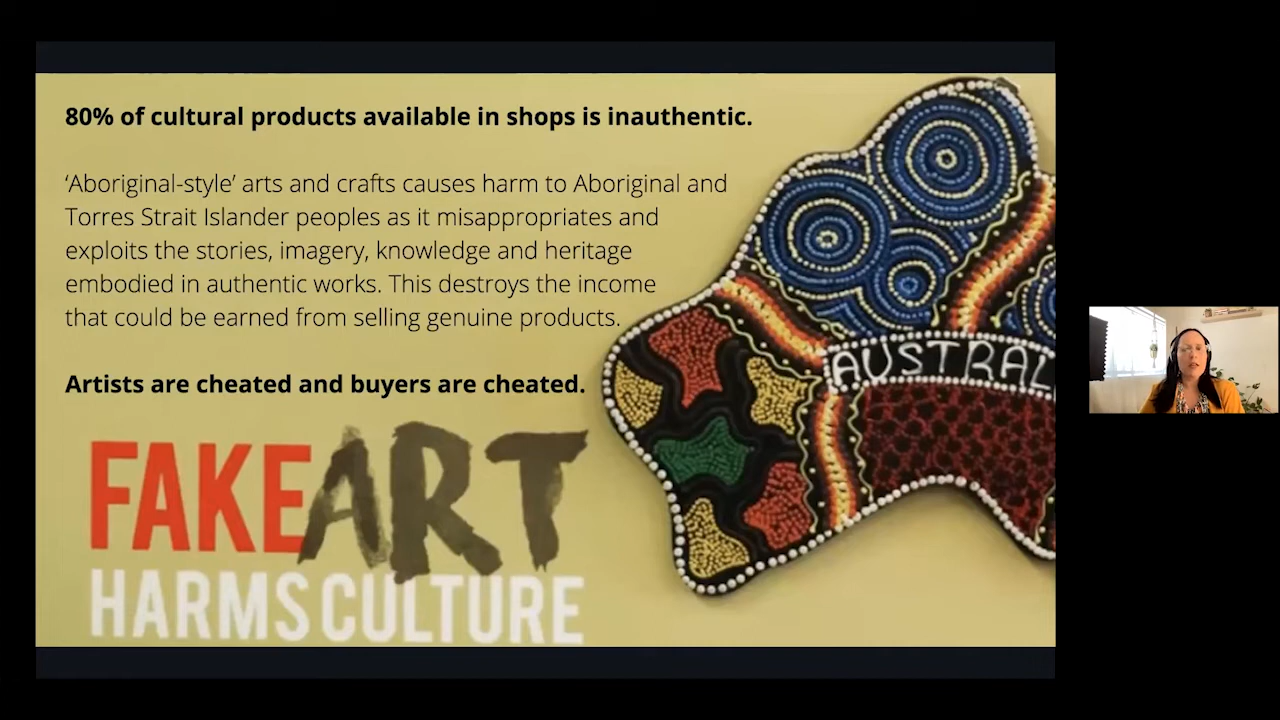 80% of cultural products available in shops is inauthentic.
‘Aboriginal-style’ arts and crafts causes harm to Aboriginal and
Torres Strait Islander peoples as it misappropriates and
exploits the stories, imagery, knowledge and heritage
embodied in authentic works. This destroys the income
that could be earned from selling genuine products.
Artists are cheated and buyers are cheated.
FAKE ART
HARMS CULTURE
AUSTRAL